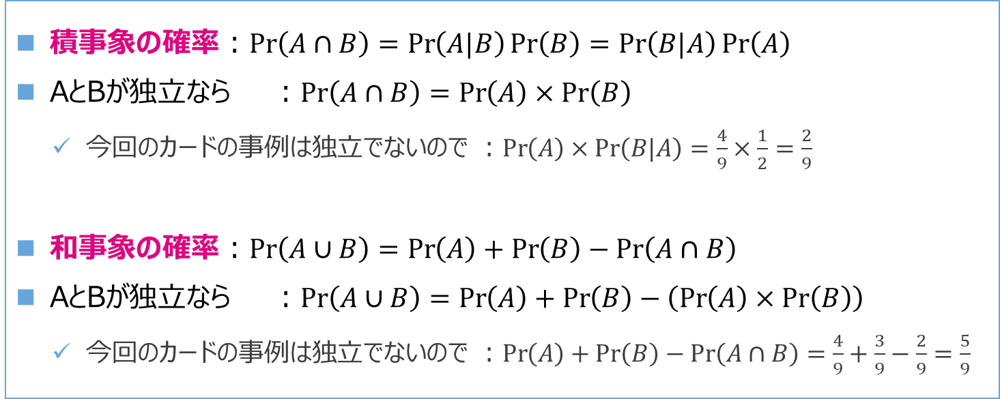 ■ 積事象の確率：Pr(A ∩ B) = Pr(A|B) Pr(B) = Pr(B|A) Pr(A)
■ AとBが独立なら ：Pr(A ∩ B) = Pr(A) × Pr(B)
✓ 今回のカードの事例は独立でないので ：Pr(A) × Pr(B|A) = 4/9 × 1/2 = 2/9
■ 和事象の確率：Pr(A ∪ B) = Pr(A) + Pr(B) − Pr(A ∩ B)
■ AとBが独立なら ：Pr(A ∪ B) = Pr(A) + Pr(B) − (Pr(A) × Pr(B))
✓ 今回のカードの事例は独立でないので ：Pr(A) + Pr(B) − Pr(A ∩ B) = 4/9 + 3/9 − 2/9 = 5/9